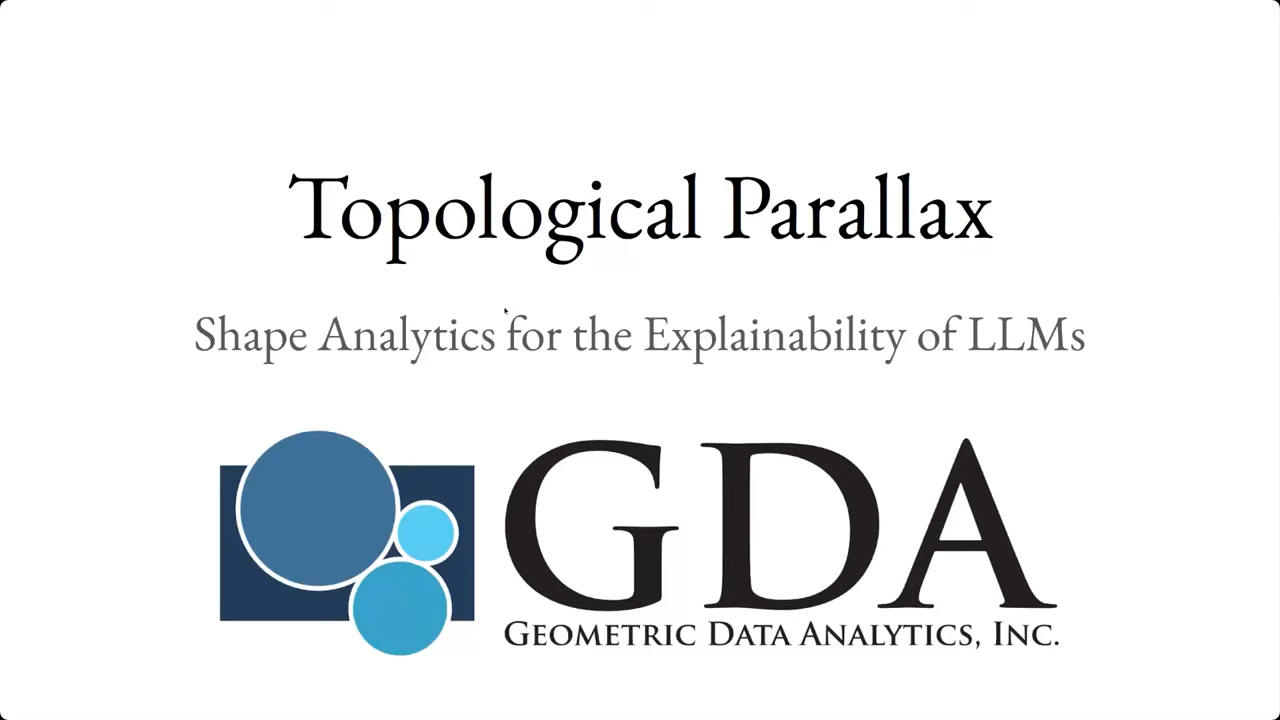 Topological Parallax
Shape Analytics for the Explainability of LLMs
GDA
GEOMETRIC DATA ANALYTICS, INC.